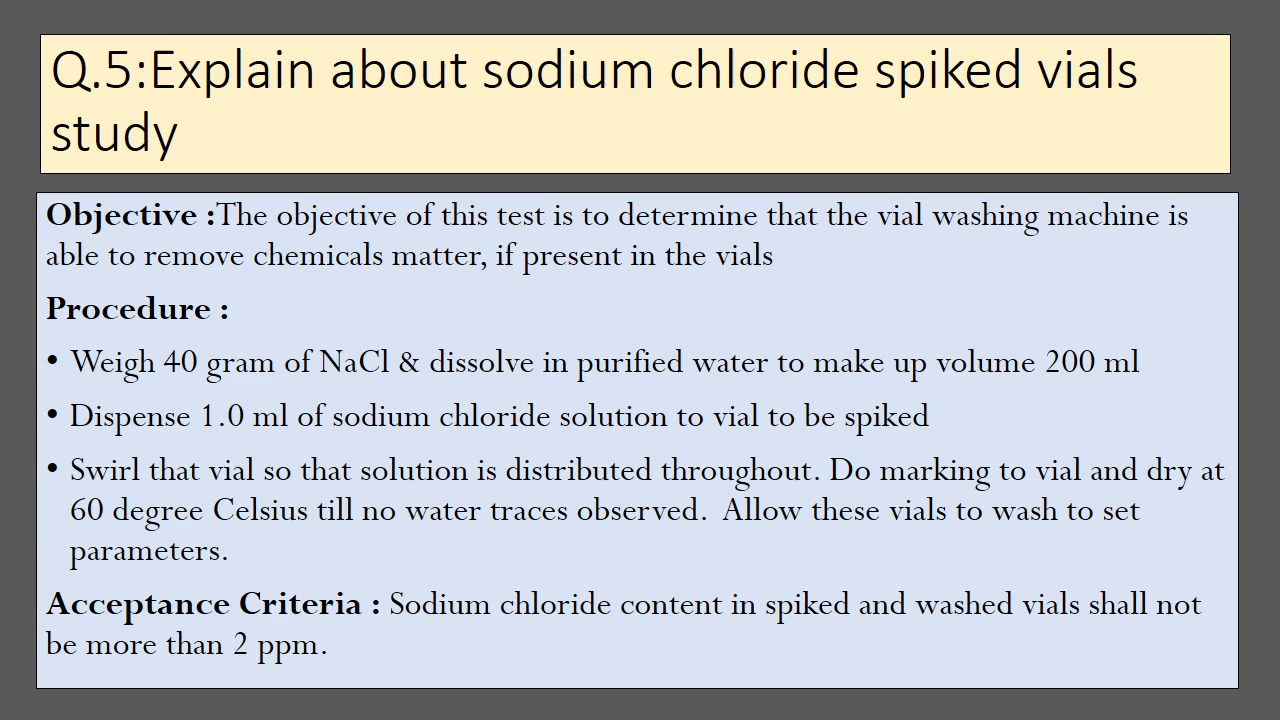 Q.5:Explain about sodium chloride spiked vials
study
Objective :The objective of this test is to determine that the vial washing machine is
able to remove chemicals matter, if present in the vials
Procedure :
• Weigh 40 gram of NaCl & dissolve in purified water to make up volume 200 ml
• Dispense 1.0 ml of sodium chloride solution to vial to be spiked
• Swirl that vial so that solution is distributed throughout. Do marking to vial and dry at
60 degree Celsius till no water traces observed.  Allow these vials to wash to set
parameters.
Acceptance Criteria : Sodium chloride content in spiked and washed vials shall not
be more than 2 ppm.